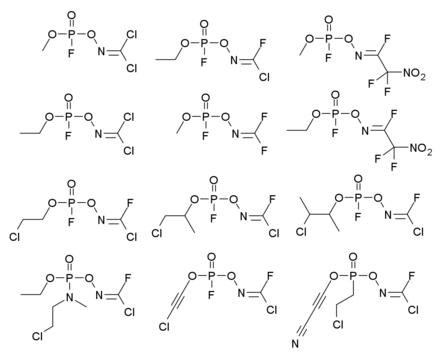 O O O
O P O Cl O P O F O P O F
F N F N F N
Cl Cl F NO₂
F
O O O
O P O Cl O P O F O P O F
F N F N F N
Cl F F NO₂
F
O O O
O P O F O P O F O P O F
F N F N F N
Cl Cl Cl Cl Cl Cl
O O O
O P O F O P O F O P O F
N N F N N
Cl Cl Cl
Cl Cl Cl
N